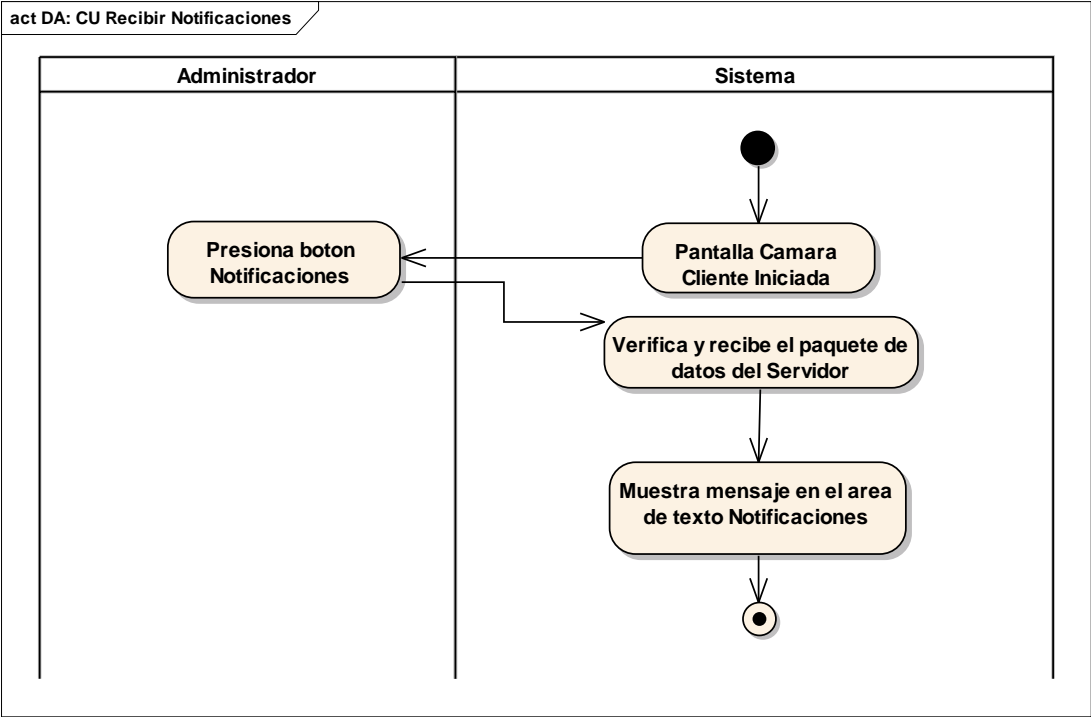 act DA: CU Recibir Notificaciones
Administrador
Sistema
Presiona boton
Notificaciones
Pantalla Camara
Cliente Iniciada
Verifica y recibe el paquete de
datos del Servidor
Muestra mensaje en el area
de texto Notificaciones